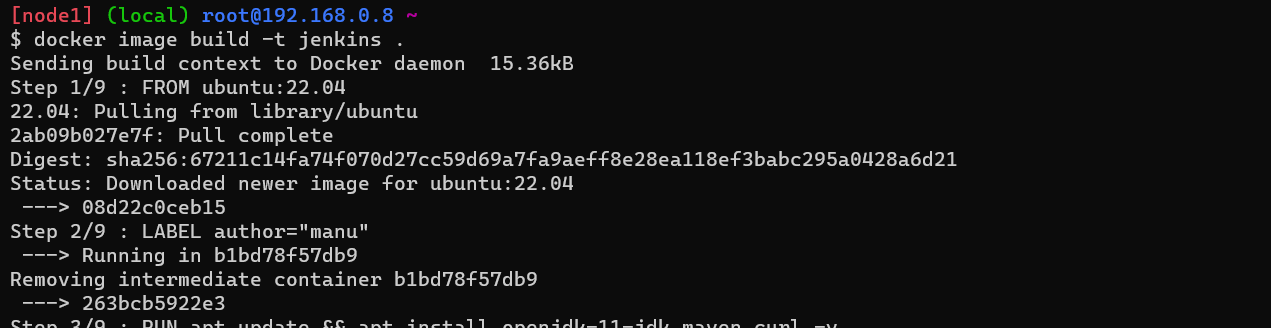 [node1] (local) root@192.168.0.8 ~
$ docker image build -t jenkins .
Sending build context to Docker daemon  15.36kB
Step 1/9 : FROM ubuntu:22.04
22.04: Pulling from library/ubuntu
2ab09b027e7f: Pull complete
Digest: sha256:67211c14fa74f070d27cc59d69a7fa9aeff8e28ea118ef3babc295a0428a6d21
Status: Downloaded newer image for ubuntu:22.04
 ---> 08d22c0ceb15
Step 2/9 : LABEL author="manu"
 ---> Running in b1bd78f57db9
Removing intermediate container b1bd78f57db9
 ---> 263bcb5922e3
Step 3/9 : RUN apt update && apt install openjdk-11-jdk maven curl -y